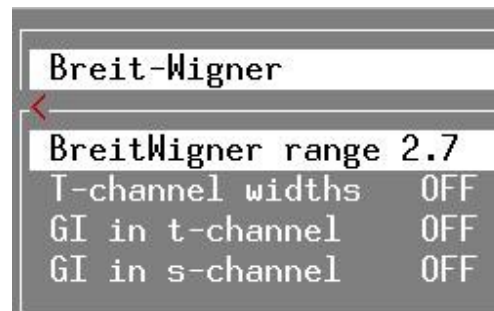 Breit-Wigner
<
BreitWigner range 2.7
T-channel widths OFF
GI in t-channel OFF
GI in s-channel OFF